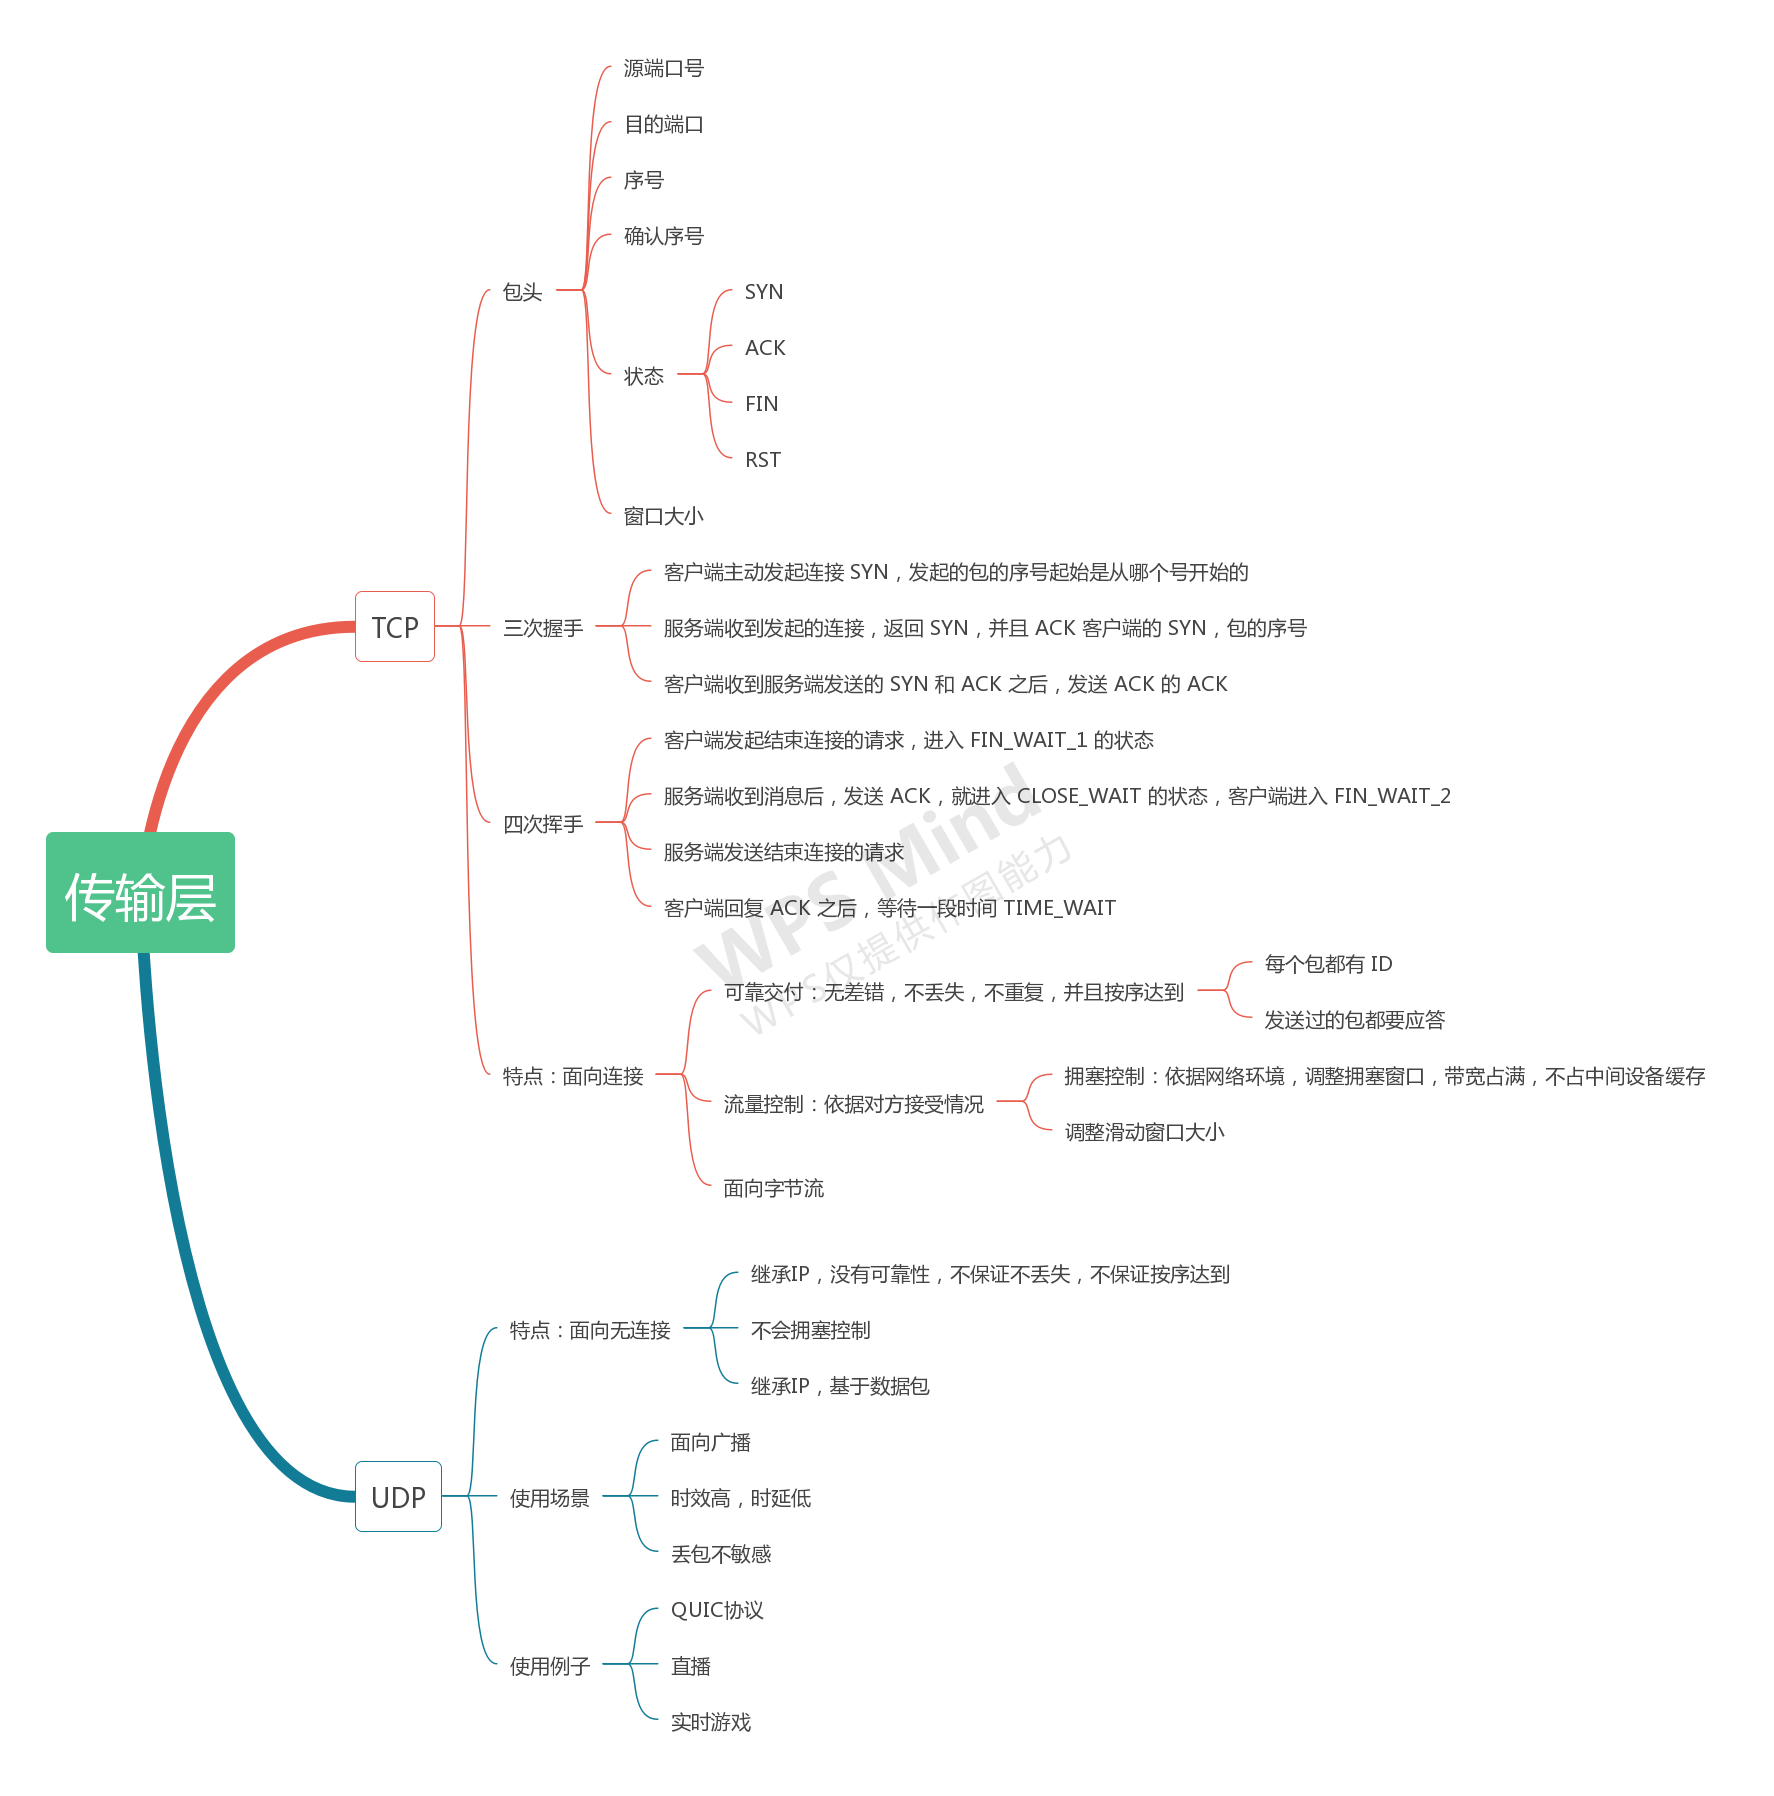 传输层
TCP
包头
源端口号
目的端口
序号
确认序号
状态
SYN
ACK
FIN
RST
窗口大小
三次握手
客户端主动发起连接 SYN，发起的包的序号起始是从哪个号开始的
服务端收到发起的连接，返回 SYN，并且 ACK 客户端的 SYN，包的序号
客户端收到服务端发送的 SYN 和 ACK 之后，发送 ACK 的 ACK
四次挥手
客户端发起结束连接的请求，进入 FIN_WAIT_1 的状态
服务端收到消息后，发送 ACK，就进入 CLOSE_WAIT 的状态，客户端进入 FIN_WAIT_2
服务端发送结束连接的请求
客户端回复 ACK 之后，等待一段时间 TIME_WAIT
特点：面向连接
可靠交付：无差错，不丢失，不重复，并且按序达到
每个包都有 ID
发送过的包都要应答
流量控制：依据对方接受情况
拥塞控制：依据网络环境，调整拥塞窗口，带宽占满，不占中间设备缓存
调整滑动窗口大小
面向字节流
UDP
特点：面向无连接
继承IP，没有可靠性，不保证不丢失，不保证按序达到
不会拥塞控制
继承IP，基于数据包
使用场景
面向广播
时效高，时延低
丢包不敏感
使用例子
QUIC协议
直播
实时游戏
WPS Mind
WPS仅提供作图能力